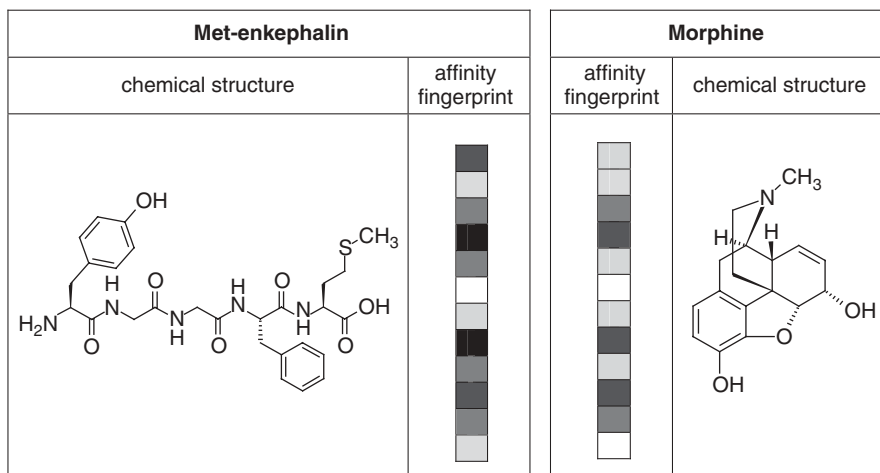 Met-enkephalin
chemical structure
affinity
fingerprint
OH
S
CH3
H
O
H
N
O
H
N
O
H
N
OH
H2N
O
N
H
O
N
H
O
Morphine
affinity
fingerprint
chemical structure
N
CH3
H
H
O
OH
OH